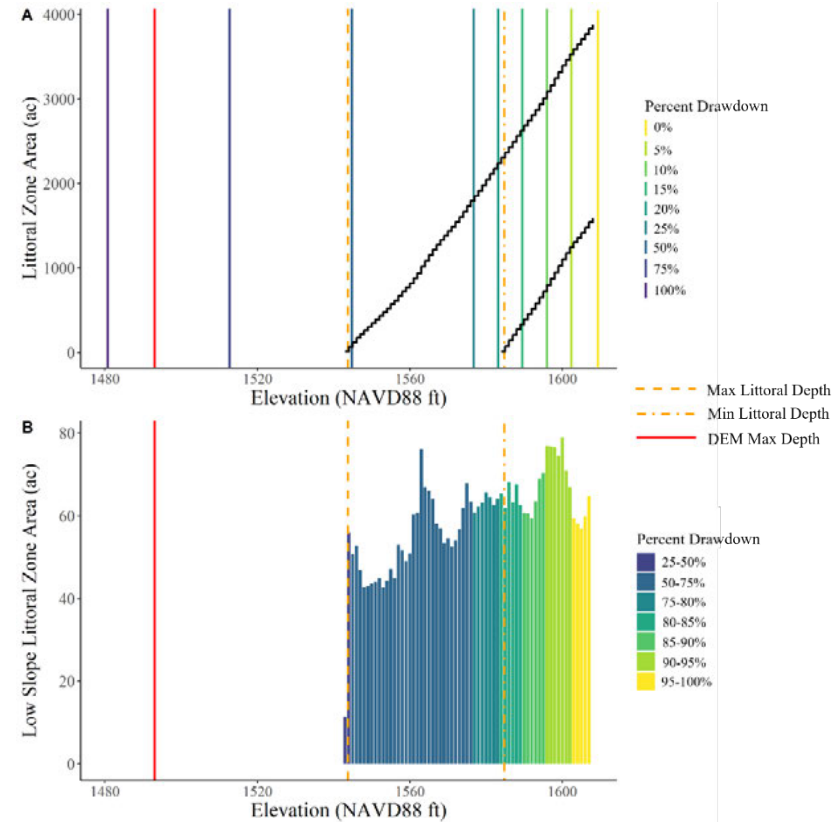 A
4000
3000
2000
1000
0
Littoral Zone Area (ac)
1480 1520 1560 1600
Elevation (NAVD88 ft)
Percent Drawdown
0%
5%
10%
15%
20%
25%
50%
75%
100%
Max Littoral Depth
Min Littoral Depth
DEM Max Depth
B
80
60
40
20
0
Low Slope Littoral Zone Area (ac)
1480 1520 1560 1600
Elevation (NAVD88 ft)
Percent Drawdown
25-50%
50-75%
75-80%
80-85%
85-90%
90-95%
95-100%